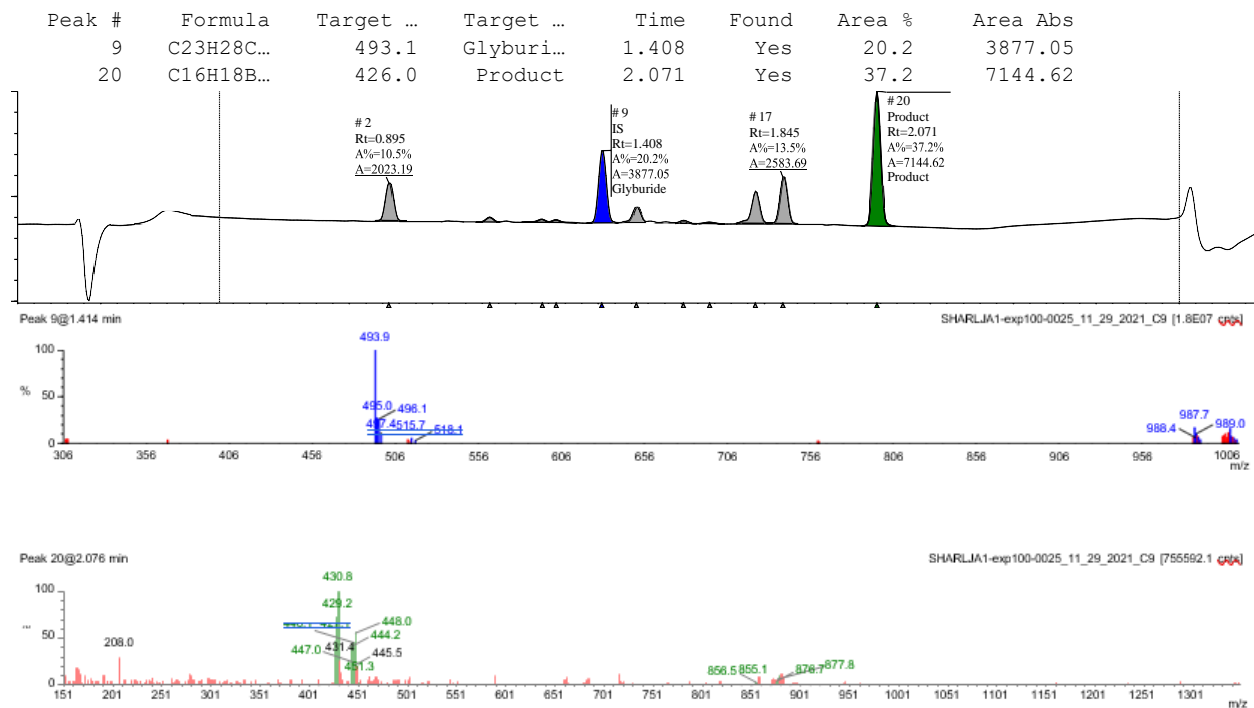 Peak # Formula Target … Target … Time Found Area % Area Abs
9 C23H28C… 493.1 Glyburi… 1.408 Yes 20.2 3877.05
20 C16H18B… 426.0 Product 2.071 Yes 37.2 7144.62
# 2
Rt=0.895
A%=10.5%
A=2023.19
# 9
IS
Rt=1.408
A%=20.2%
A=3877.05
Glyburide
# 17
Rt=1.845
A%=13.5%
A=2583.69
# 20
Product
Rt=2.071
A%=37.2%
A=7144.62
Product
Peak 9@1.414 min SHARLJA1-exp100-0025_11_29_2021_C9 [1.8E07 cnts]
493.9
100
%
50
495.0 496.1
497.4 515.7 518.1
987.7
988.4 989.0
0
306 356 406 456 506 556 606 656 706 756 806 856 906 956 1006
m/z
Peak 20@2.076 min SHARLJA1-exp100-0025_11_29_2021_C9 [755592.1 cnts]
430.8
100
429.2
448.0
444.2
50
208.0
431.4
447.0 445.5
451.3
856.5 855.1 876.7 877.8
0
151 201 251 301 351 401 451 501 551 601 651 701 751 801 851 901 951 1001 1051 1101 1151 1201 1251 1301
m/z